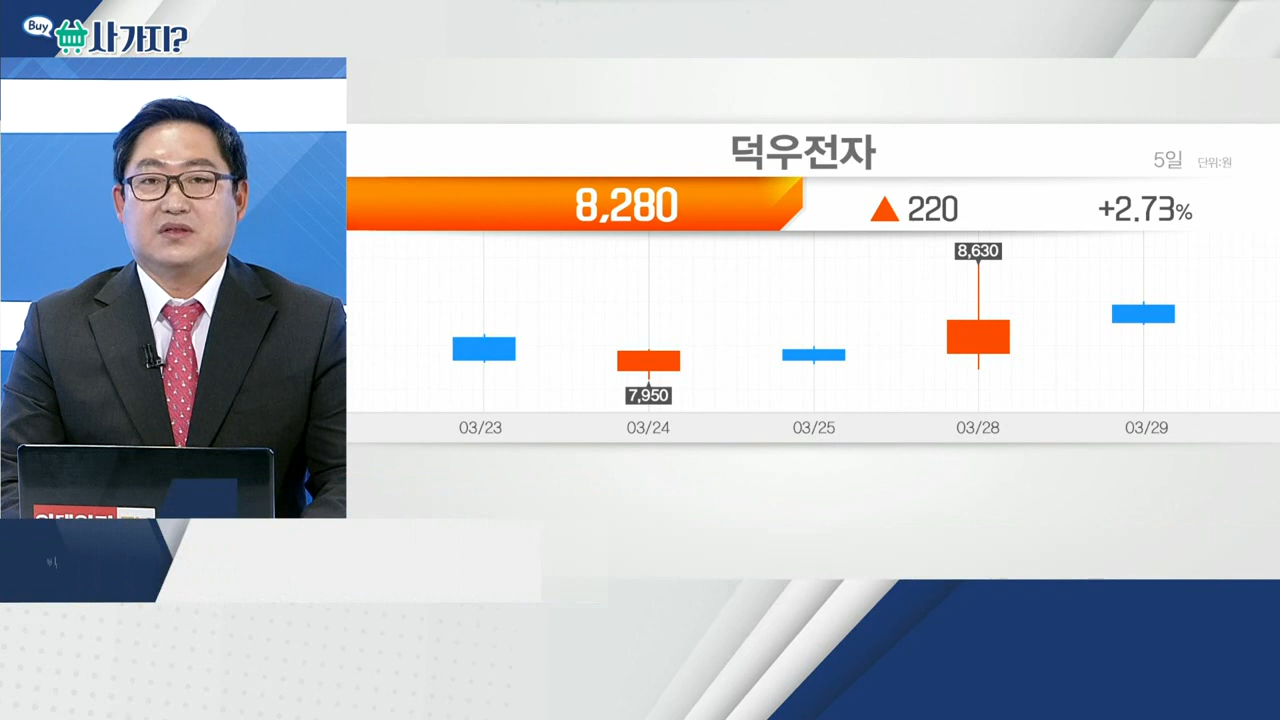 Buy
사가지?
덕우전자
5일 단위:원
8,280 ▲ 220 +2.73%
8,630
7,950
03/23 03/24 03/25 03/28 03/29